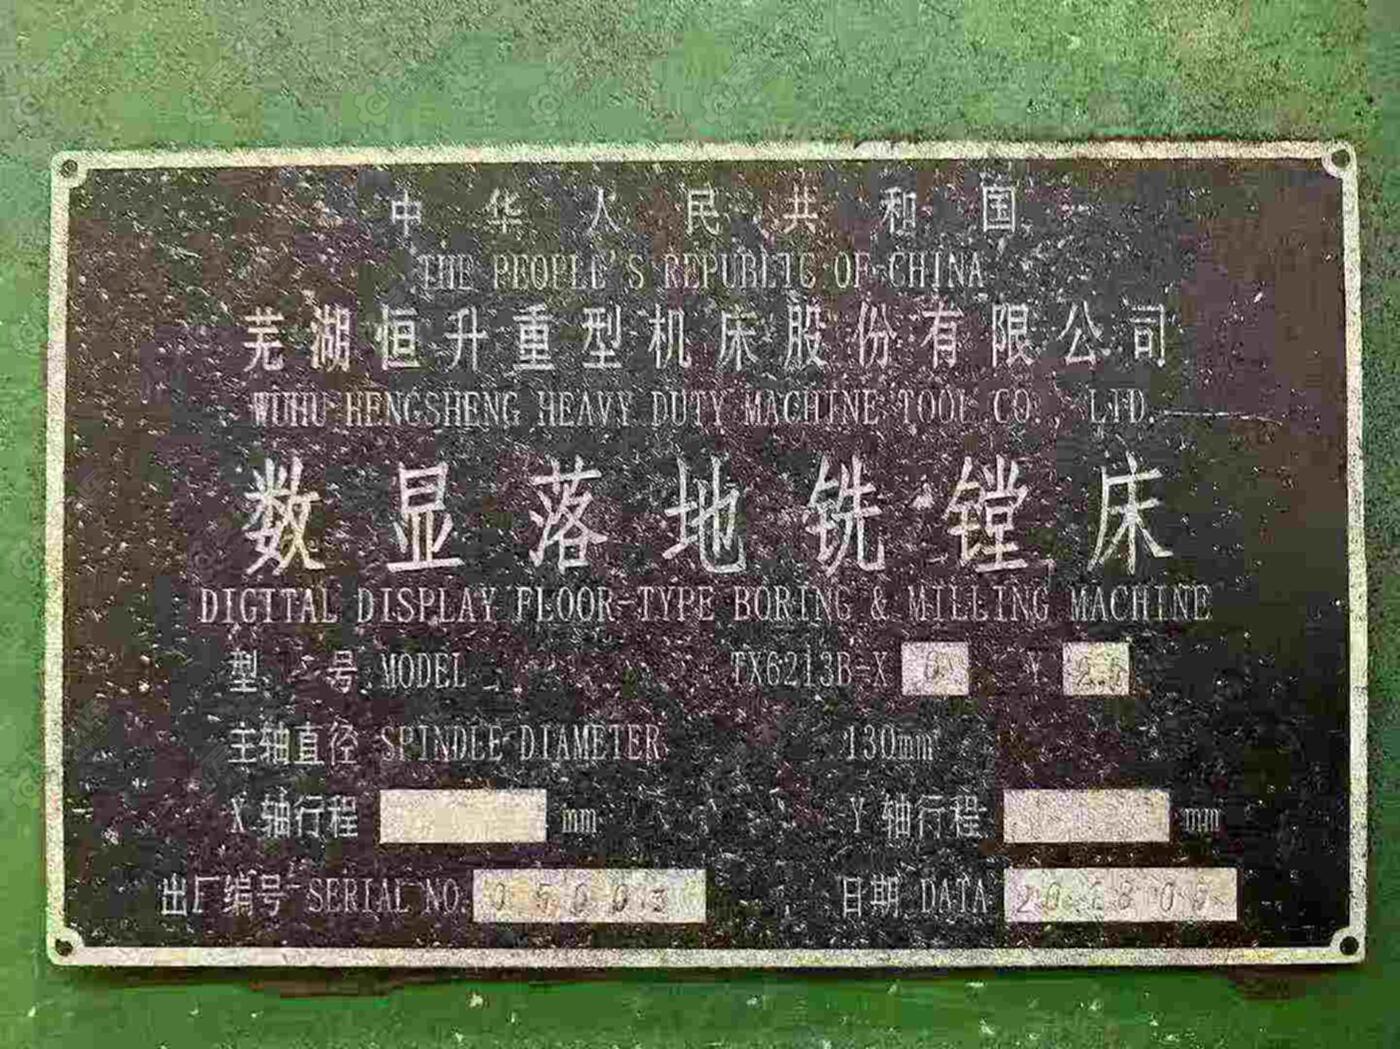 中华人民共和国
THE PEOPLE'S REPUBLIC OF CHINA
芜湖恒升重型机床股份有限公司
WUHU HENGSHENG HEAVY DUTY MACHINE TOOL CO., LTD.
数显落地铣镗床
DIGITAL DISPLAY FLOOR-TYPE BORING & MILLING MACHINE
型号 MODEL TX6213B-X Y
主轴直径 SPINDLE DIAMETER 130mm
X 轴行程 mm Y 轴行程 mm
出厂编号 SERIAL NO. 日期 DATA